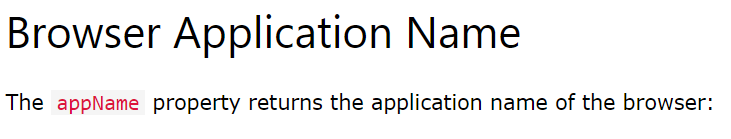 Browser Application Name
The appName property returns the application name of the browser: